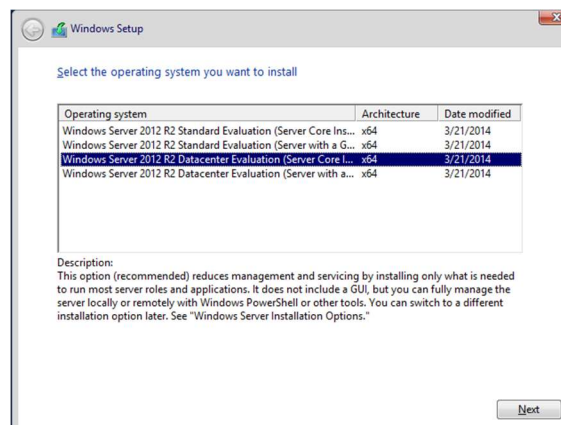 Windows Setup
Select the operating system you want to install
Operating system Architecture Date modified
Windows Server 2012 R2 Standard Evaluation (Server Core Ins... x64 3/21/2014
Windows Server 2012 R2 Standard Evaluation (Server with a G... x64 3/21/2014
Windows Server 2012 R2 Datacenter Evaluation (Server Core I... x64 3/21/2014
Windows Server 2012 R2 Datacenter Evaluation (Server with a... x64 3/21/2014
Description:
This option (recommended) reduces management and servicing by installing only what is needed
to run most server roles and applications. It does not include a GUI, but you can fully manage the
server locally or remotely with Windows PowerShell or other tools. You can switch to a different
installation option later. See "Windows Server Installation Options."
Next